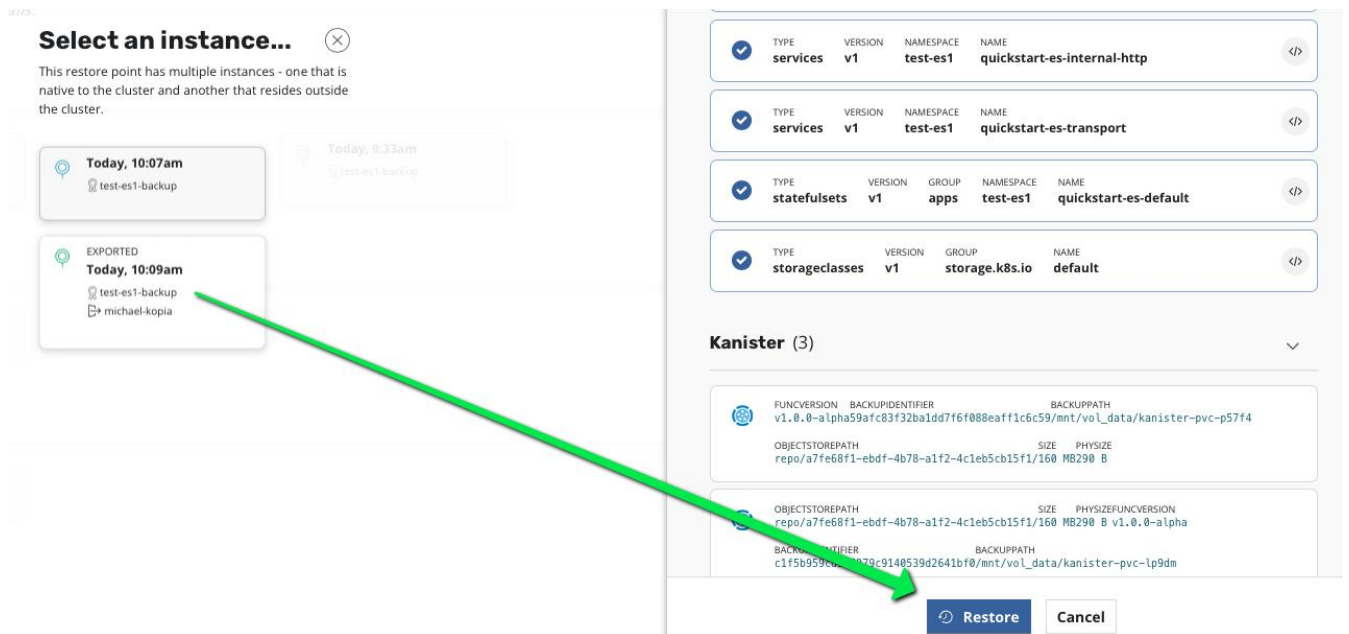 Select an instance...
This restore point has multiple instances - one that is
native to the cluster and another that resides outside
the cluster.
Today, 10:07am
test-es1-backup
Today, 9:33am
test-es1-backup
EXPORTED
Today, 10:09am
test-es1-backup
michael-kopia
TYPE VERSION NAMESPACE NAME
services v1 test-es1 quickstart-es-internal-http </>
TYPE VERSION NAMESPACE NAME
services v1 test-es1 quickstart-es-transport </>
TYPE VERSION GROUP NAMESPACE NAME
statefulsets v1 apps test-es1 quickstart-es-default </>
TYPE VERSION GROUP NAME
storageclasses v1 storage.k8s.io default </>
Kanister (3)
FUNCVERSION BACKUPIDENTIFIER BACKUPPATH
v1.0.0-alpha59afc83f32ba1dd7f6f088eaff1c6c59/mnt/vol_data/kanister-pvc-p57f4
OBJECTSTOREPATH SIZE PHYSIZE
repo/a7fe68f1-ebdf-4b78-a1f2-4c1eb5cb15f1/160 MB290 B
OBJECTSTOREPATH SIZE PHYSIZEFUNCVERSION
repo/a7fe68f1-ebdf-4b78-a1f2-4c1eb5cb15f1/160 MB290 B v1.0.0-alpha
BACKUPPATH
Restore Cancel